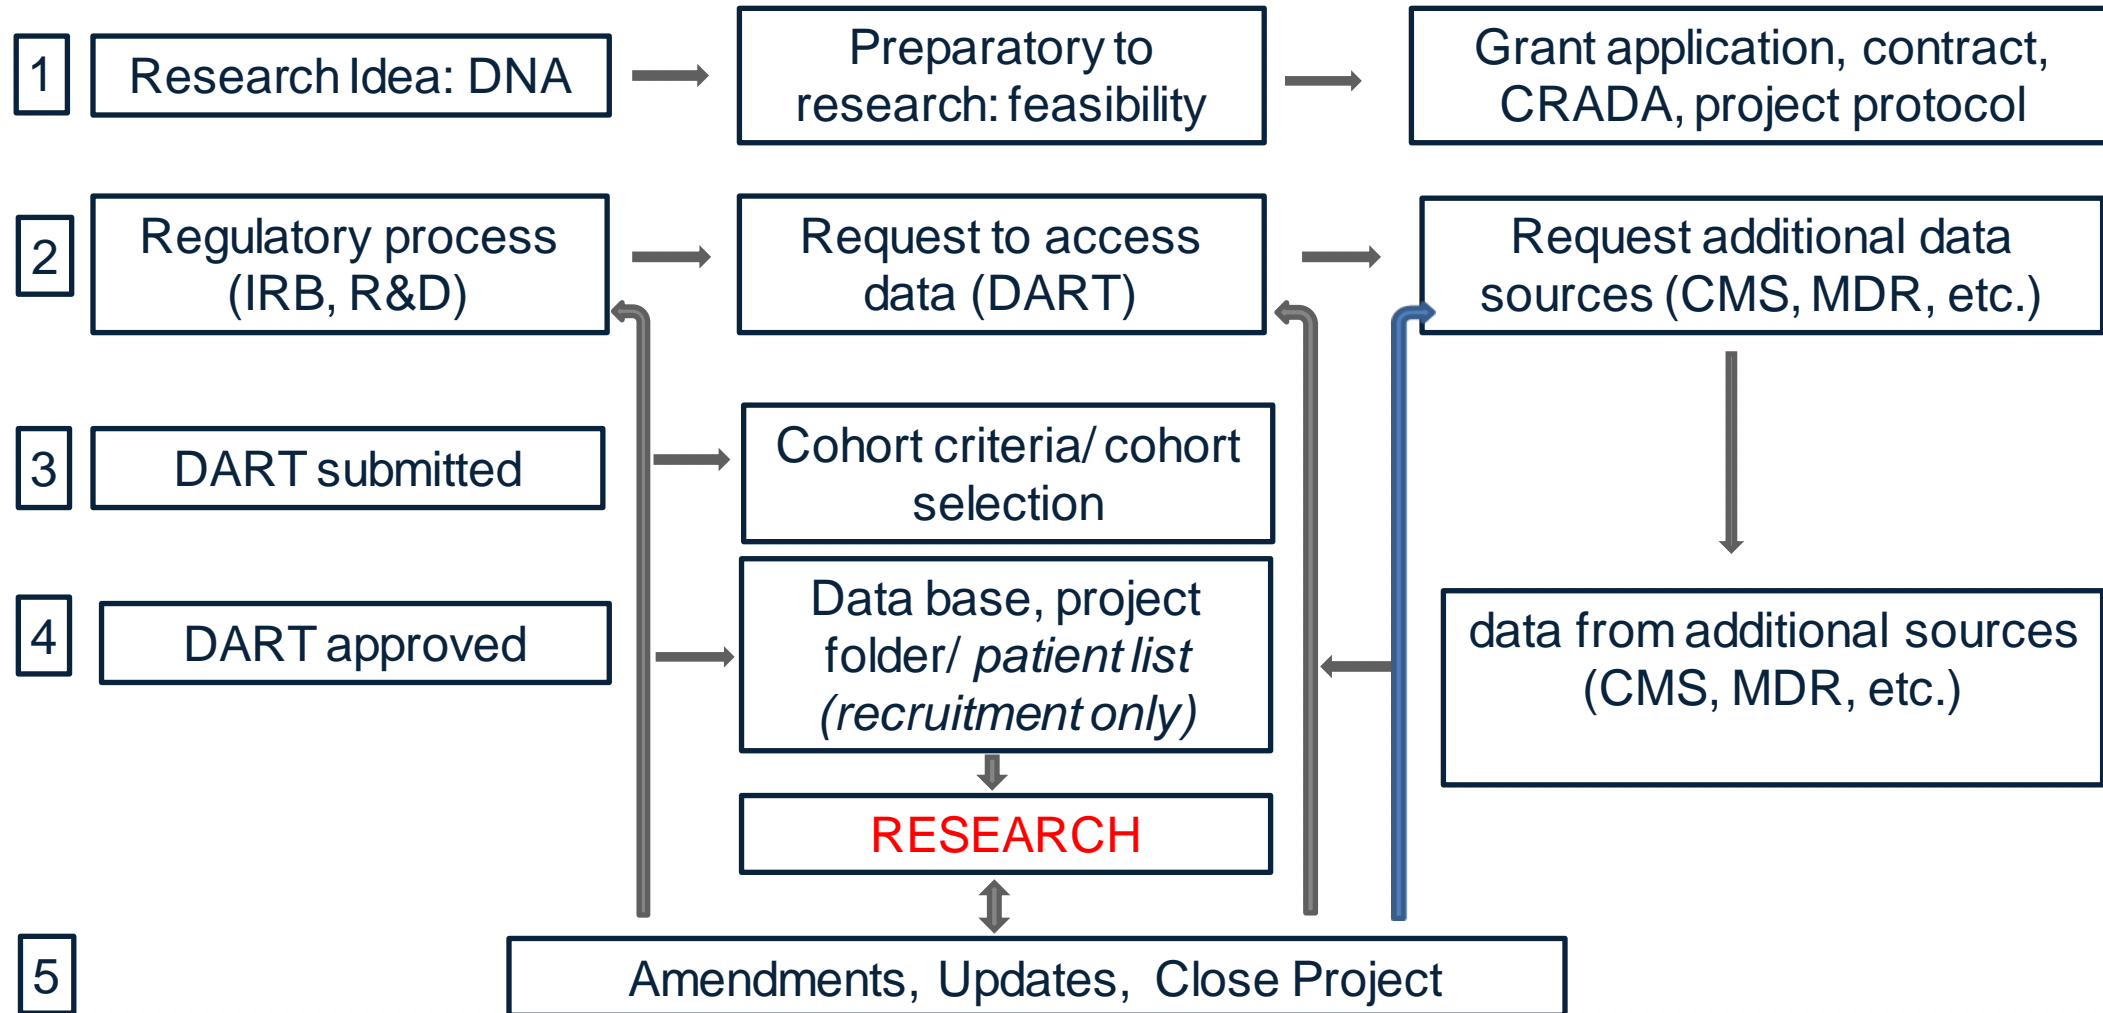 1
Research Idea: DNA
Preparatory to
research: feasibility
Grant application, contract,
CRADA, project protocol
2
Regulatory process
(IRB, R&D)
Request to access
data (DART)
Request additional data
sources (CMS, MDR, etc.)
3
DART submitted
Cohort criteria/ cohort
selection
4
DART approved
Data base, project
folder/ patient list
(recruitment only)
data from additional sources
(CMS, MDR, etc.)
RESEARCH
5
Amendments, Updates, Close Project